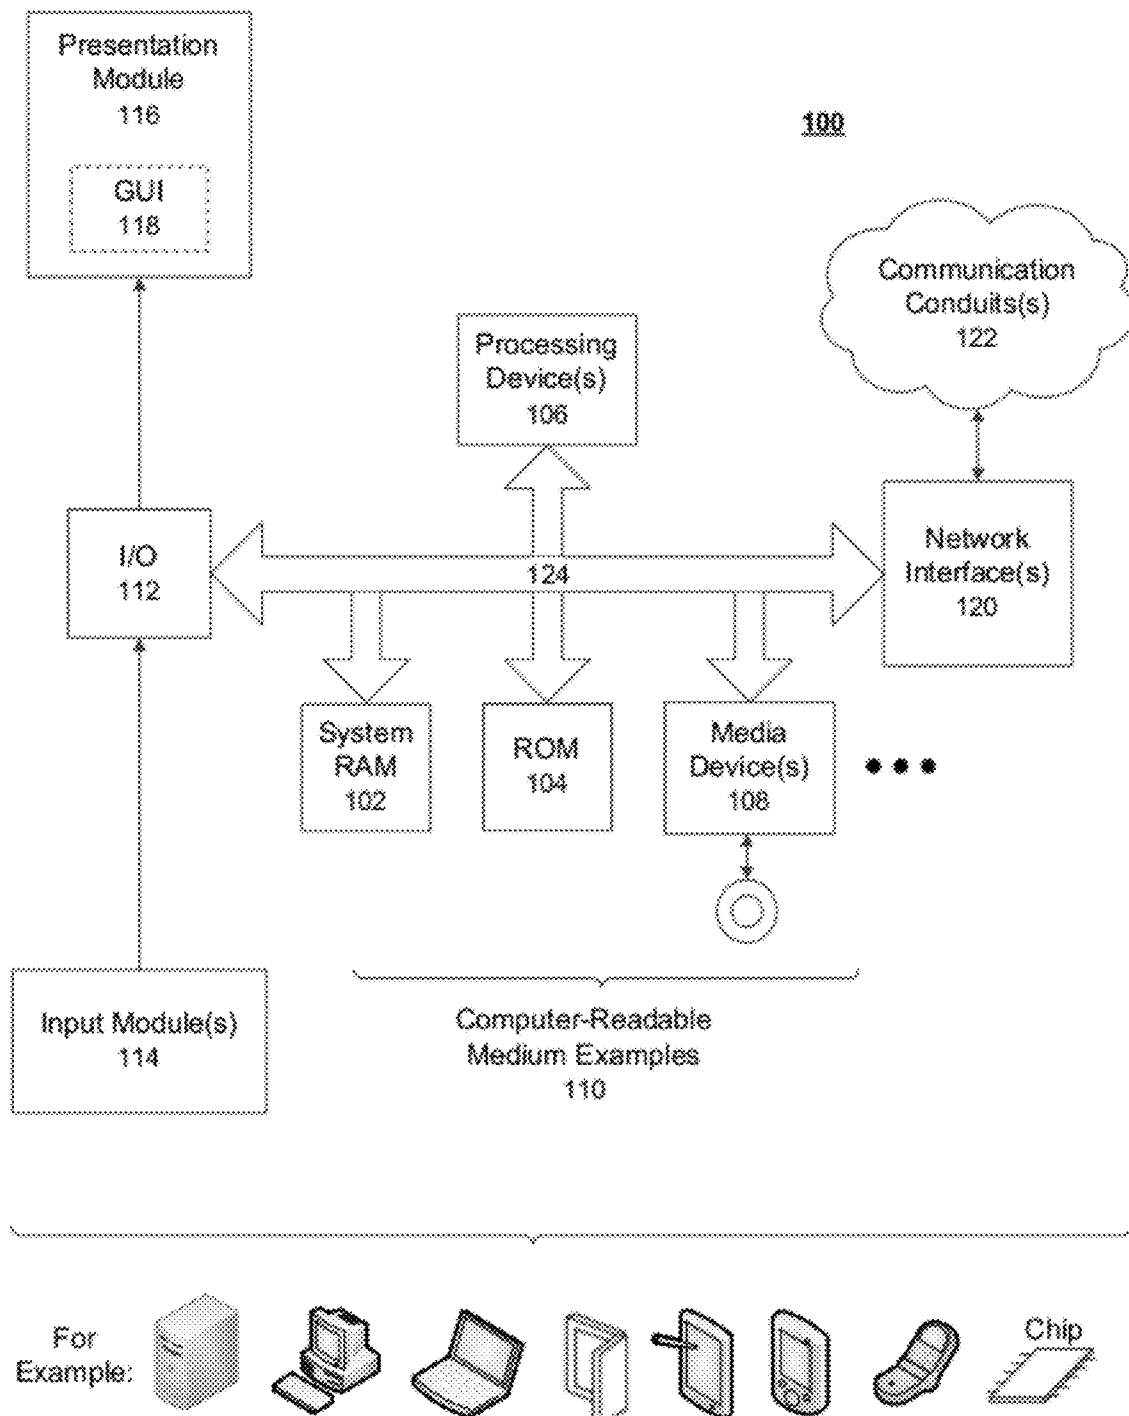 Presentation
Module
116
GUI
118
100
Communication
Conduits(s)
122
Processing
Device(s)
106
I/O
112
124
Network
Interface(s)
120
System
RAM
102
ROM
104
Media
Device(s)
108
Input Module(s)
114
Computer-Readable
Medium Examples
110
For
Example:
Chip